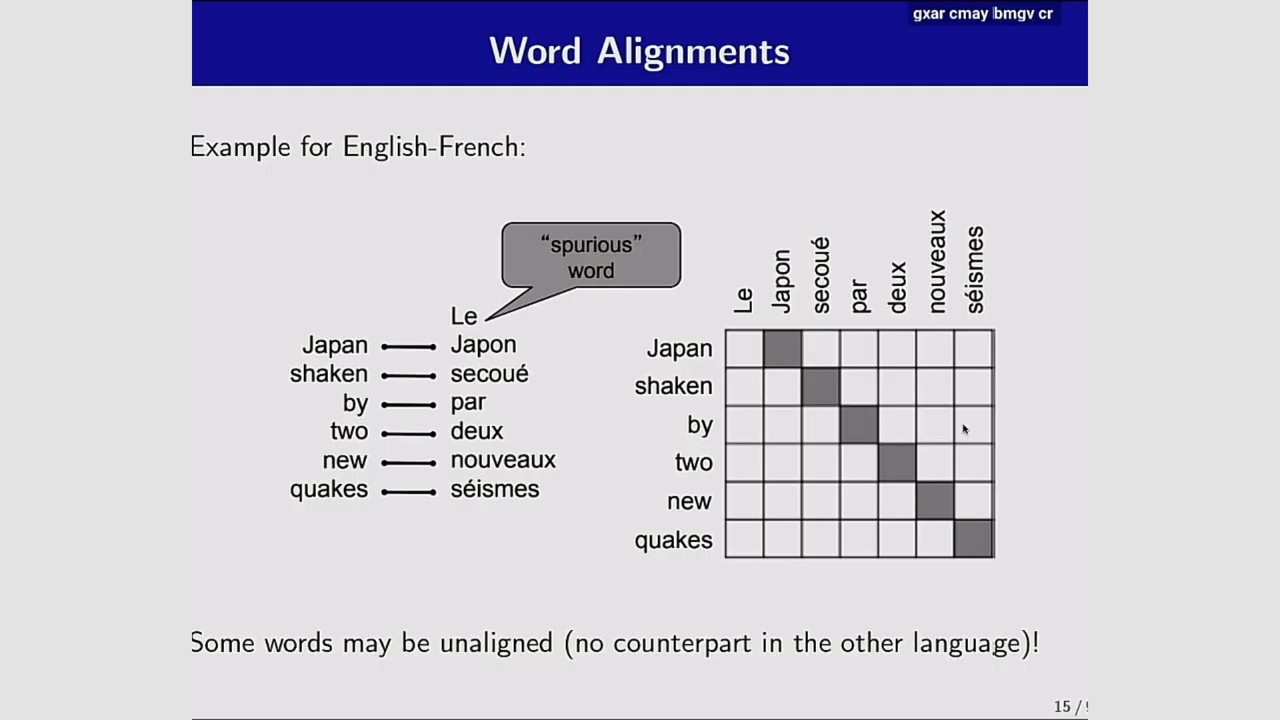 gxar cmay bmgv cr
Word Alignments
Example for English-French:
“spurious”
word
Le
Japan Japon
shaken secoué
by par
two deux
new nouveaux
quakes séismes
Le Japon secoué par deux nouveaux séismes
Japan
shaken
by
two
new
quakes
Some words may be unaligned (no counterpart in the other language)!
15 /